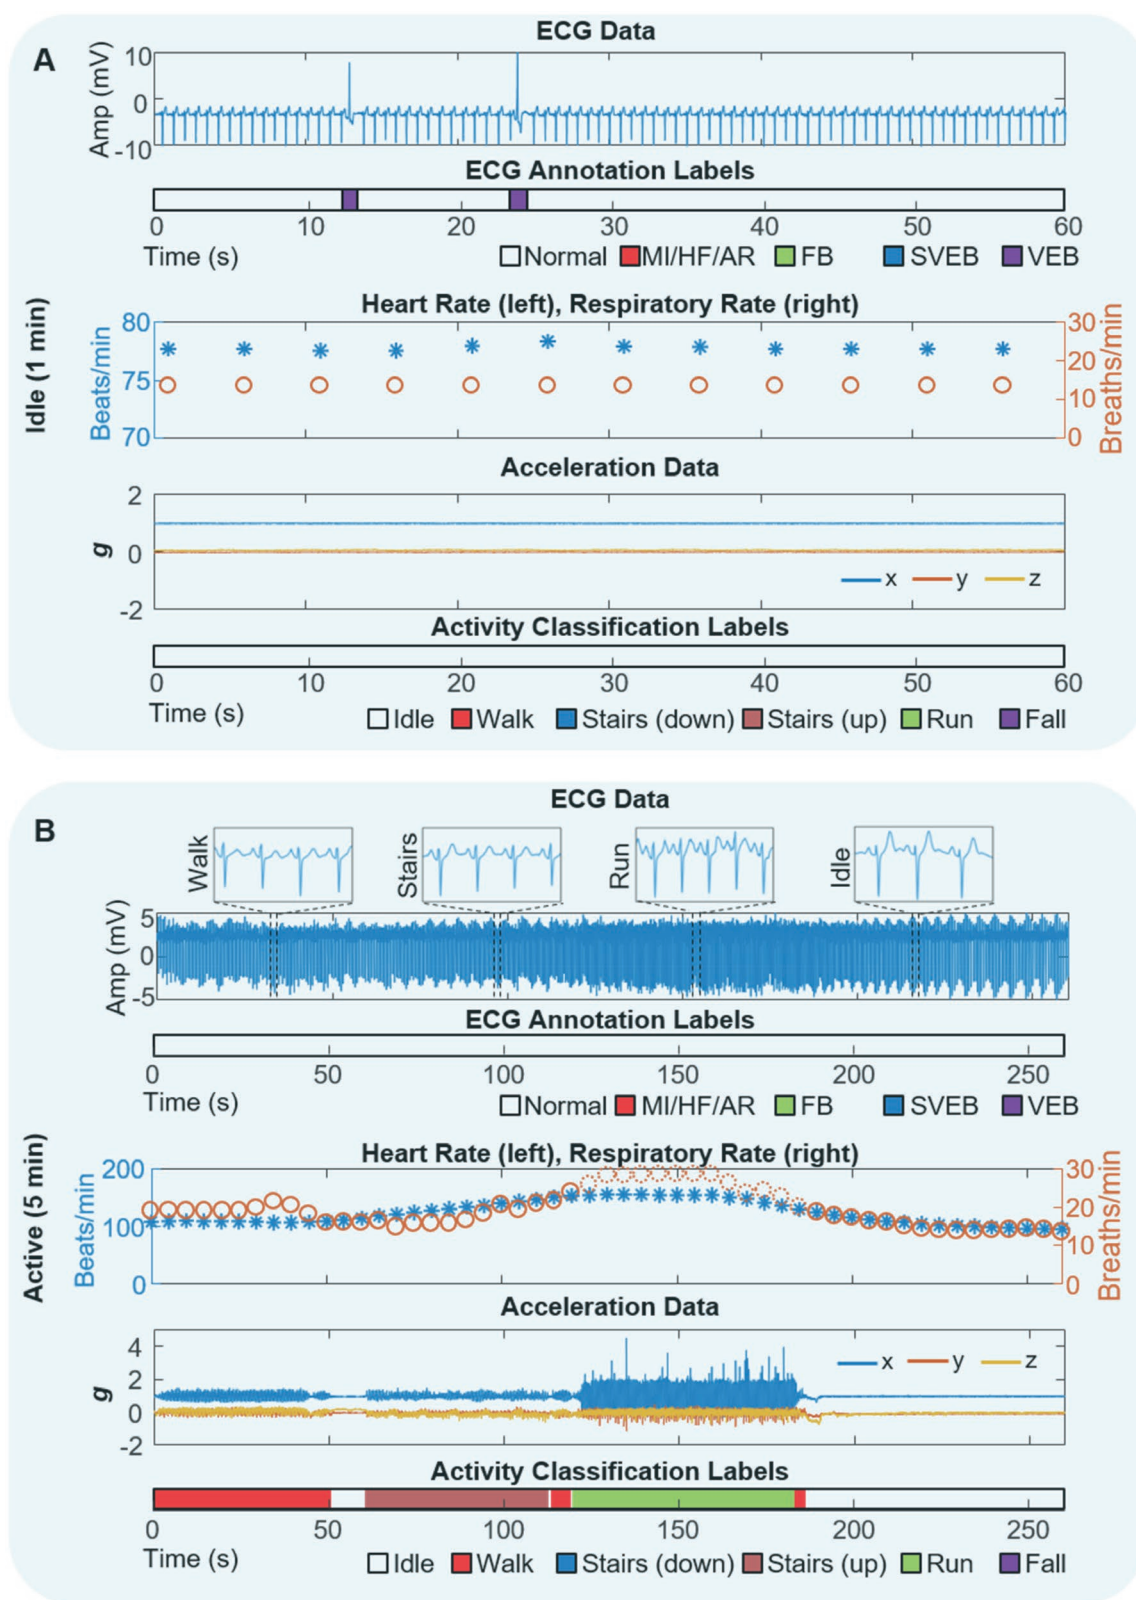 A
ECG Data
Amp (mV)
10
0
-10
ECG Annotation Labels
0 10 20 30 40 50 60
Time (s)
Normal MI/HF/AR FB SVEB VEB
Idle (1 min)
Heart Rate (left), Respiratory Rate (right)
Beats/min
80
75
70
30
20
10
0
Breaths/min
Acceleration Data
g
2
0
-2
x y z
Activity Classification Labels
0 10 20 30 40 50 60
Time (s)
Idle Walk Stairs (down) Stairs (up) Run Fall
B
ECG Data
Walk
Stairs
Run
Idle
Amp (mV)
5
0
-5
ECG Annotation Labels
0 50 100 150 200 250
Time (s)
Normal MI/HF/AR FB SVEB VEB
Active (5 min)
Heart Rate (left), Respiratory Rate (right)
Beats/min
200
100
0
30
20
10
0
Breaths/min
Acceleration Data
g
4
2
0
-2
x y z
Activity Classification Labels
0 50 100 150 200 250
Time (s)
Idle Walk Stairs (down) Stairs (up) Run Fall